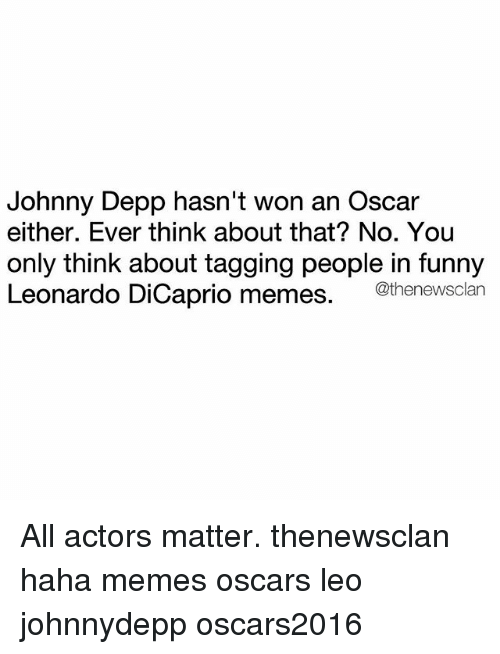 Johnny Depp hasn't won an Oscar
either. Ever think about that? No. You
only think about tagging people in funny
Leonardo DiCaprio memes. @thenewsclan
All actors matter. thenewsclan
haha memes oscars leo
johnnydepp oscars2016